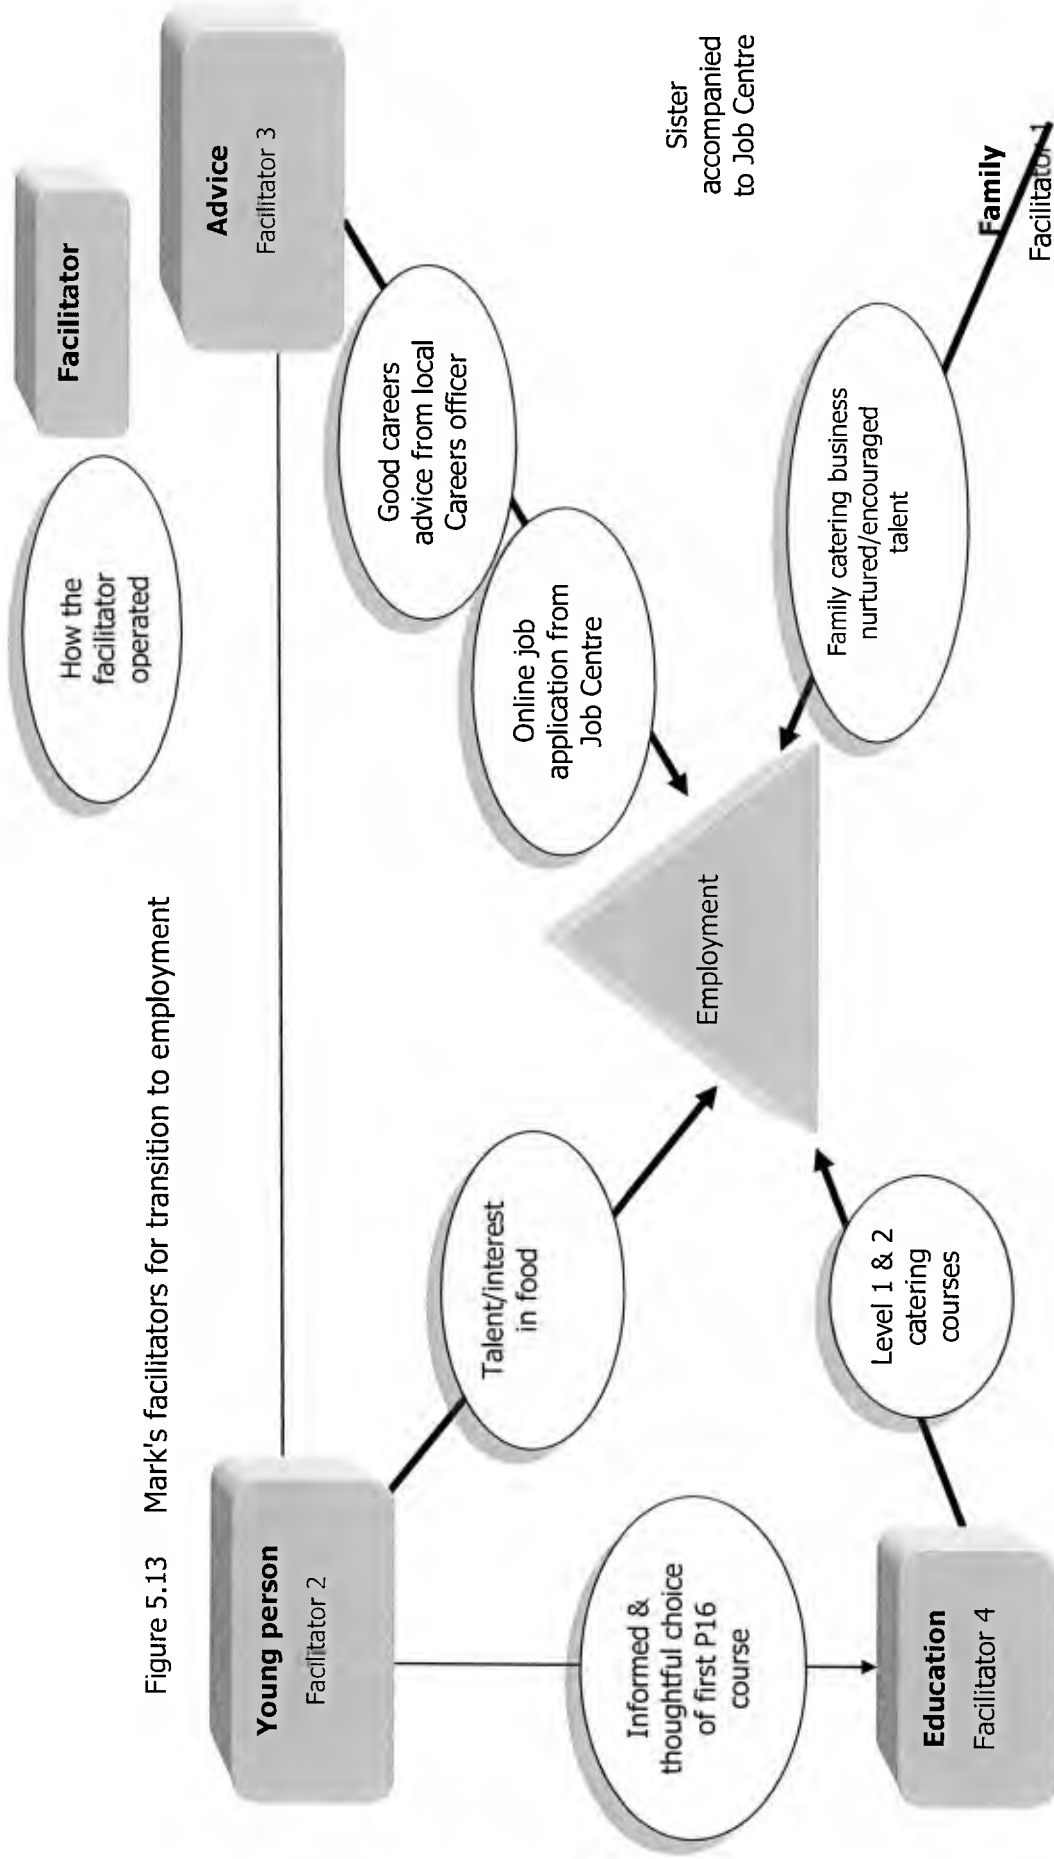 Figure 5.13 Mark's facilitators for transition to employment
How the
facilitator
operated
Facilitator
Young person
Facilitator 2
Advice
Facilitator 3
Good careers
advice from local
Careers officer
Online job
application from
Job Centre
Talent/interest
in food
Informed &
thoughtful choice
of first P16
course
Employment
Sister
accompanied
to Job Centre
Level 1 & 2
catering
courses
Family catering business
nurtured/encouraged
talent
Education
Facilitator 4
Family
Facilitator 1